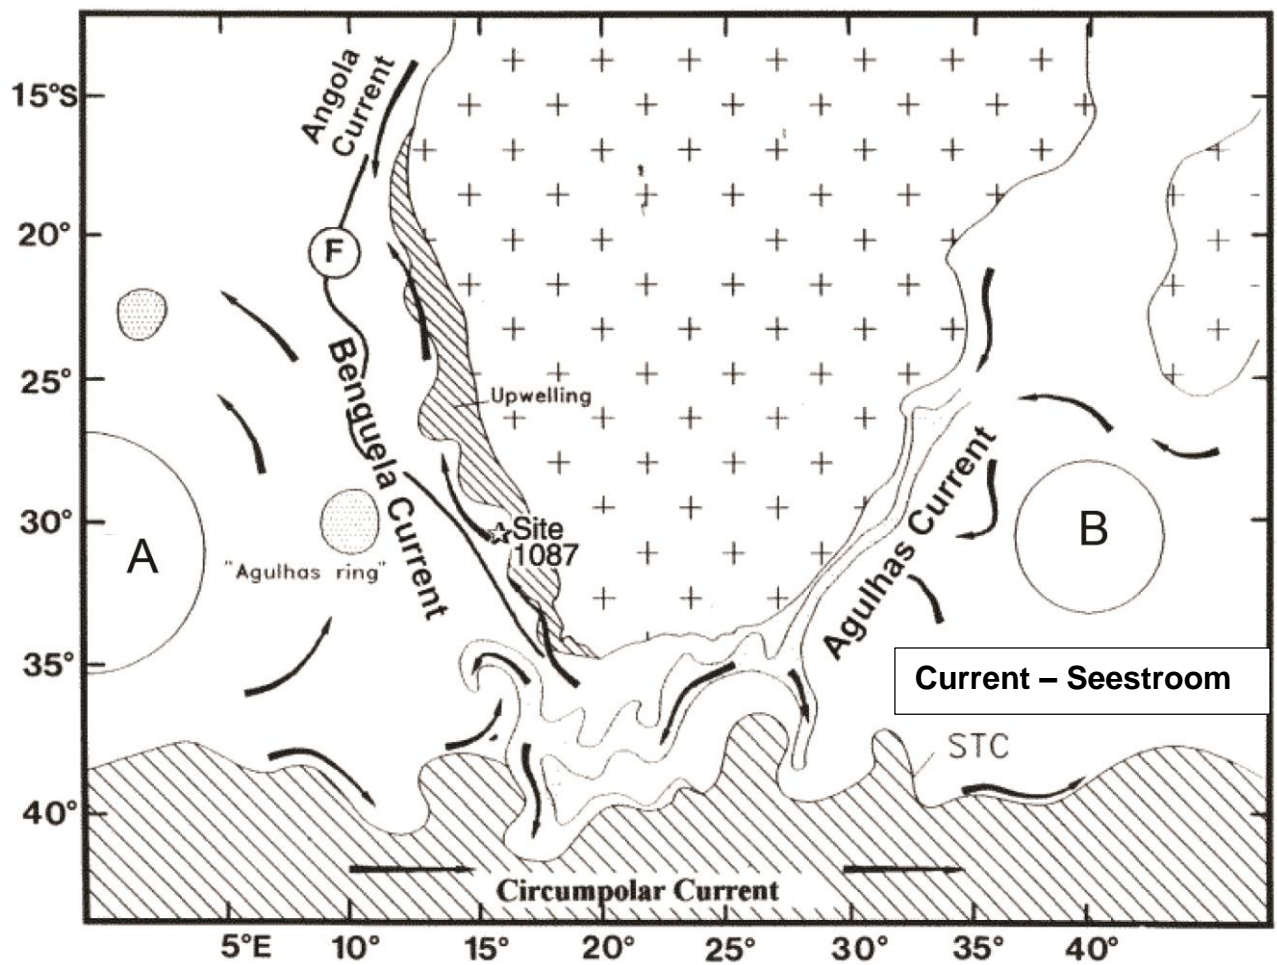 15°S
20°
25°
30°
35°
40°
Angola
Current
F
Benguela Current
Upwelling
Site
1087
A
"Agulhas ring"
Agulhas Current
B
Current – Seestroom
STC
Circumpolar Current
5°E 10° 15° 20° 25° 30° 35° 40°